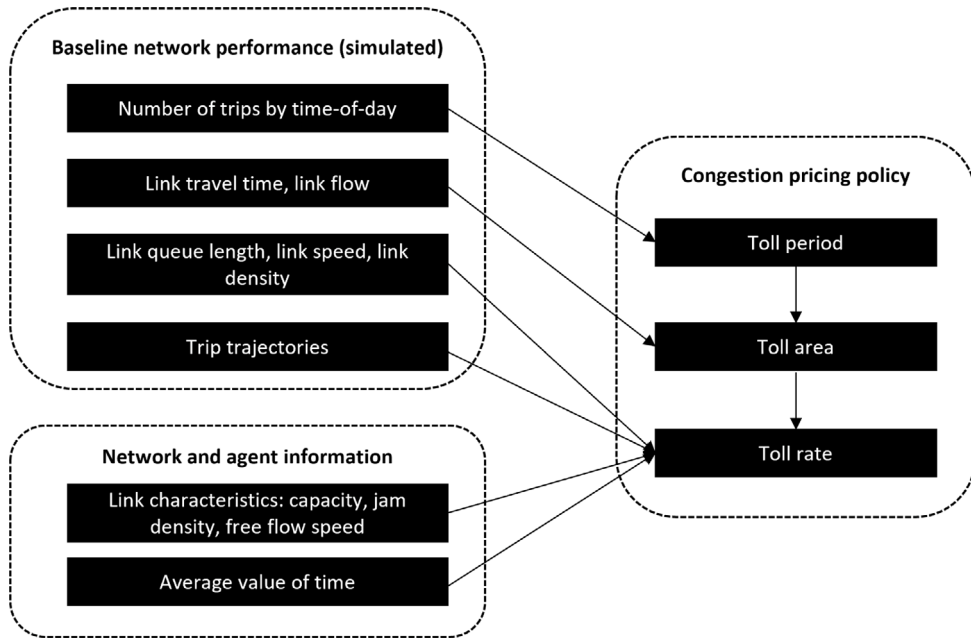 Baseline network performance (simulated)
Number of trips by time-of-day
Link travel time, link flow
Link queue length, link speed, link
density
Trip trajectories
Network and agent information
Link characteristics: capacity, jam
density, free flow speed
Average value of time
Congestion pricing policy
Toll period
Toll area
Toll rate